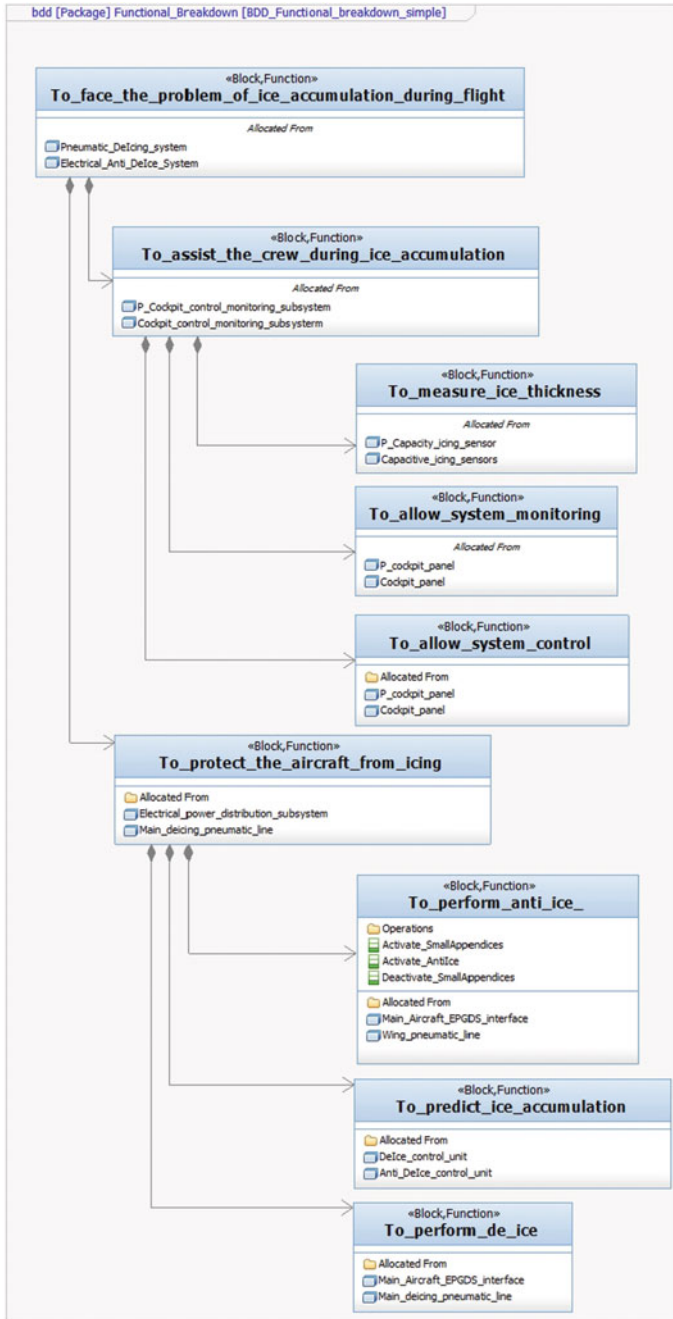 bdd [Package] Functional_Breakdown [BDD_Functional_breakdown_simple]
«Block,Function»
To_face_the_problem_of_ice_accumulation_during_flight
Allocated From
Pneumatic_DeIcing_system
Electrical_Anti_DeIce_System
«Block,Function»
To_assist_the_crew_during_ice_accumulation
Allocated From
P_Cockpit_control_monitoring_subsystem
Cockpit_control_monitoring_subsysterm
«Block,Function»
To_measure_ice_thickness
Allocated From
P_Capacity_icing_sensor
Capacitive_icing_sensors
«Block,Function»
To_allow_system_monitoring
Allocated From
P_cockpit_panel
Cockpit_panel
«Block,Function»
To_allow_system_control
Allocated From
P_cockpit_panel
Cockpit_panel
«Block,Function»
To_protect_the_aircraft_from_icing
Allocated From
Electrical_power_distribution_subsystem
Main_deicing_pneumatic_line
«Block,Function»
To_perform_anti_ice_
Operations
Activate_SmallAppendices
Activate_AntiIce
Deactivate_SmallAppendices
Allocated From
Main_Aircraft_EPGDS_interface
Wing_pneumatic_line
«Block,Function»
To_predict_ice_accumulation
Allocated From
DeIce_control_unit
Anti_DeIce_control_unit
«Block,Function»
To_perform_de_ice
Allocated From
Main_Aircraft_EPGDS_interface
Main_deicing_pneumatic_line